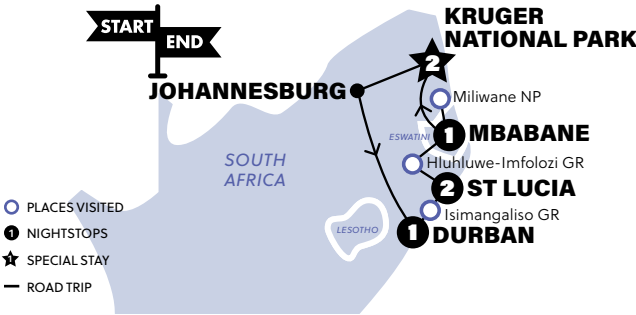 START
END
KRUGER
NATIONAL PARK
2
JOHANNESBURG
Miliwane NP
ESWATINI
1 MBABANE
Hluhluwe-Imfolozi GR
SOUTH
AFRICA
2 ST LUCIA
Isimangaliso GR
LESOTHO
1 DURBAN
PLACES VISITED
1 NIGHTSTOPS
1 SPECIAL STAY
ROAD TRIP